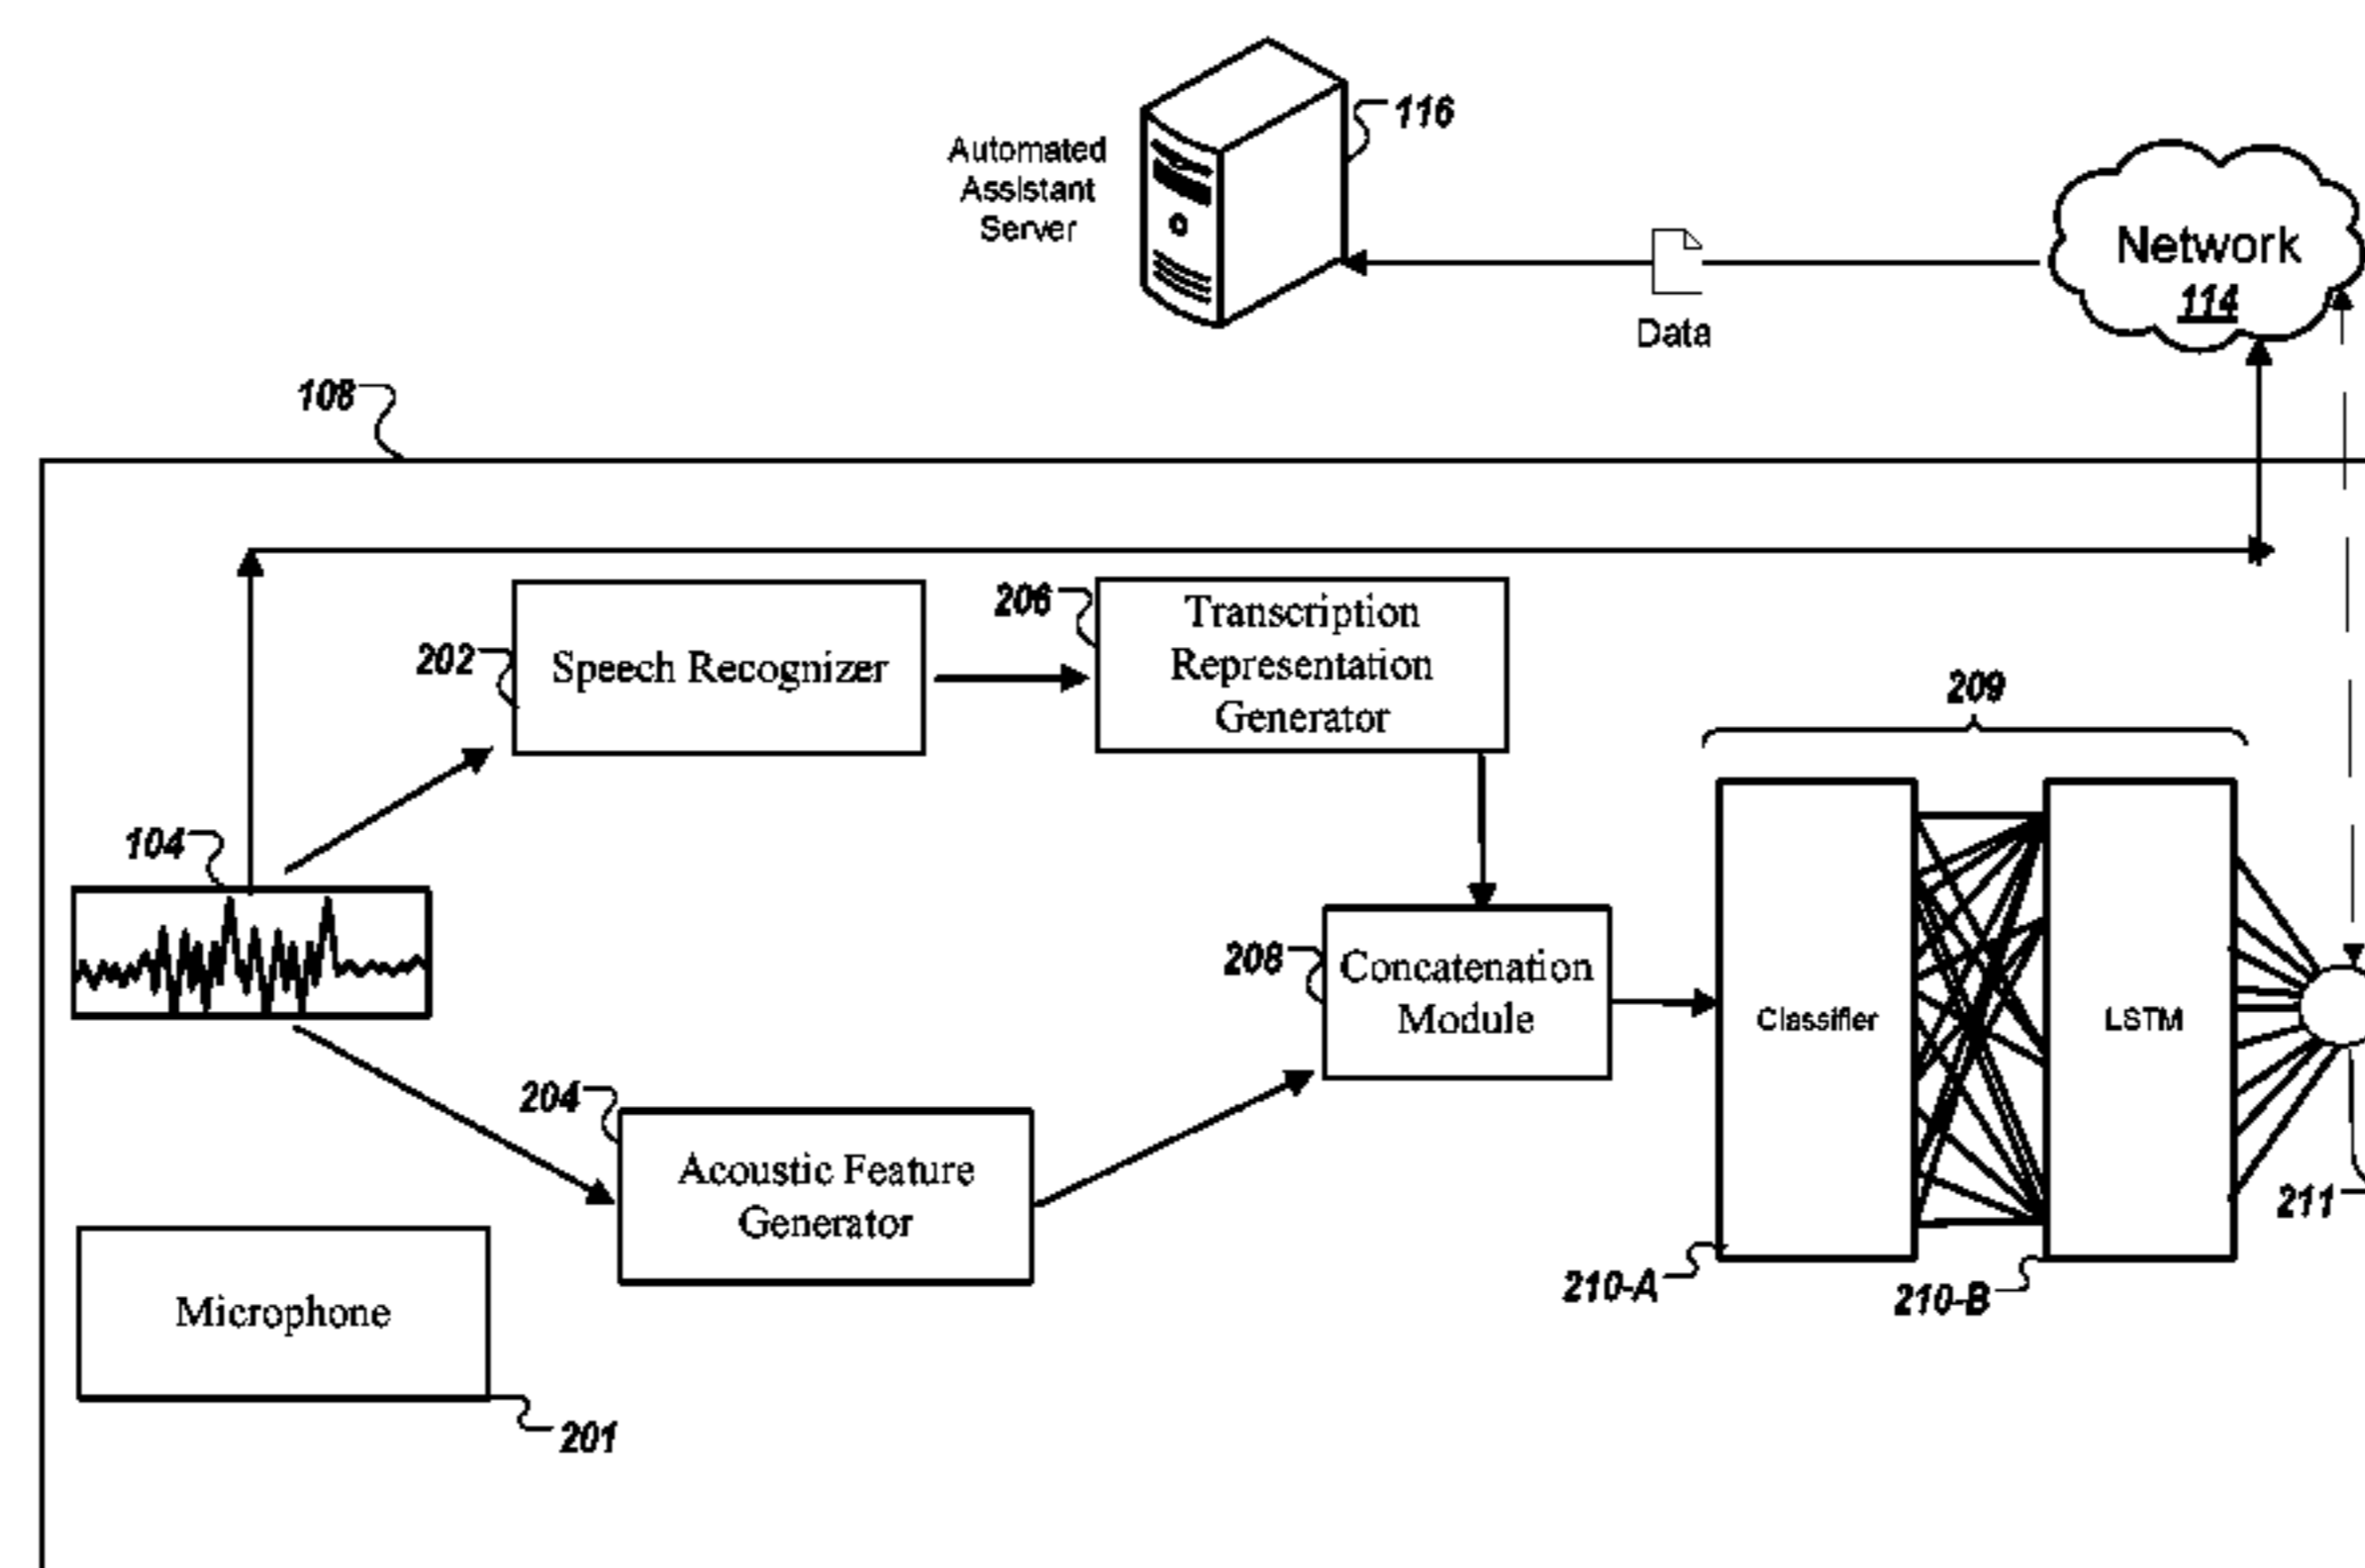 116
Automated
Assistant
Server
Network
114
Data
108
206
Transcription
Representation
Generator
202
Speech Recognizer
209
104
208
Concatenation
Module
Classifier
LSTM
204
Acoustic Feature
Generator
211
210-A
210-B
Microphone
201